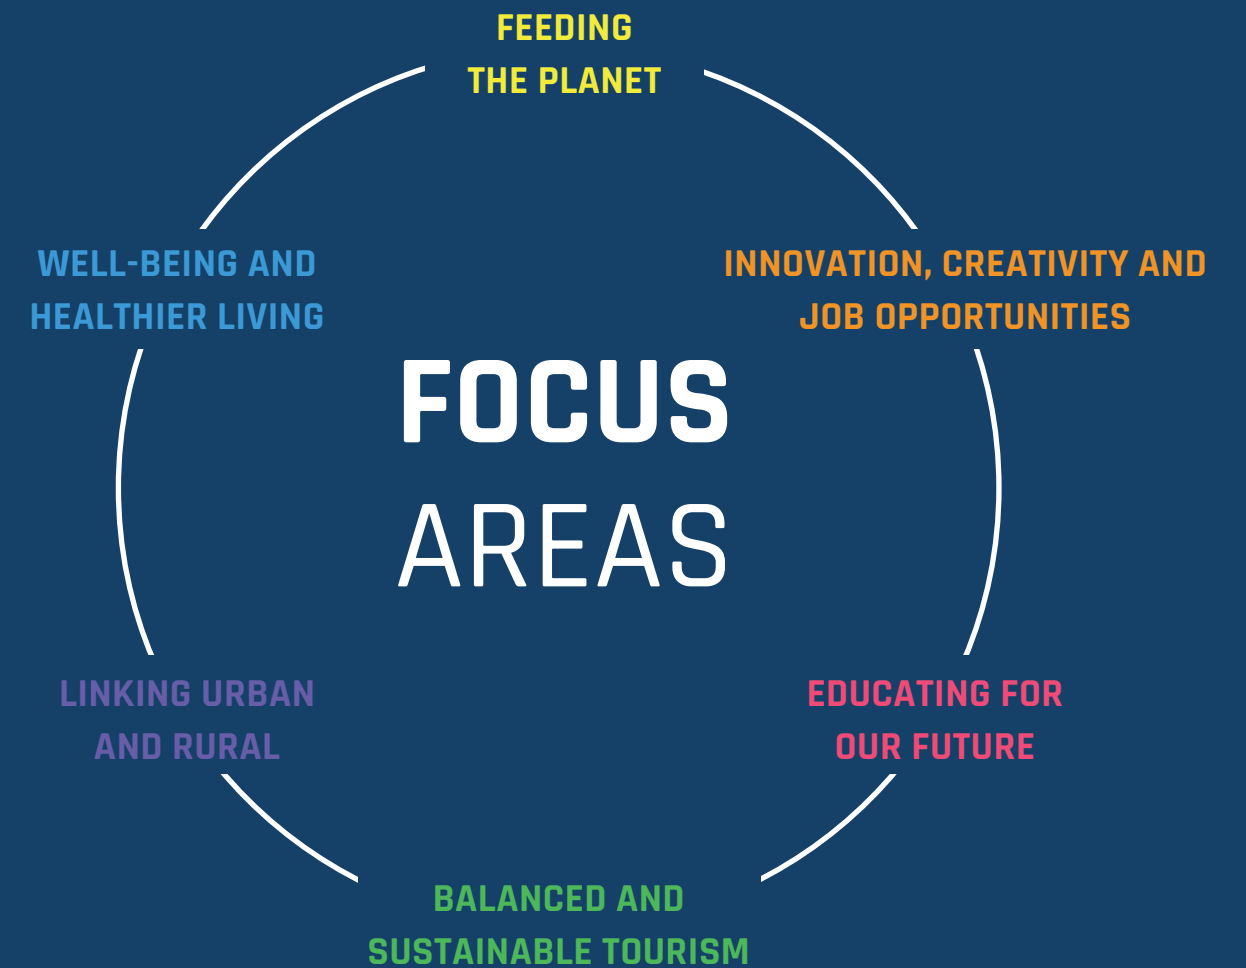 FEEDING
THE PLANET
WELL-BEING AND
HEALTHIER LIVING
INNOVATION, CREATIVITY AND
JOB OPPORTUNITIES
FOCUS
AREAS
LINKING URBAN
AND RURAL
EDUCATING FOR
OUR FUTURE
BALANCED AND
SUSTAINABLE TOURISM